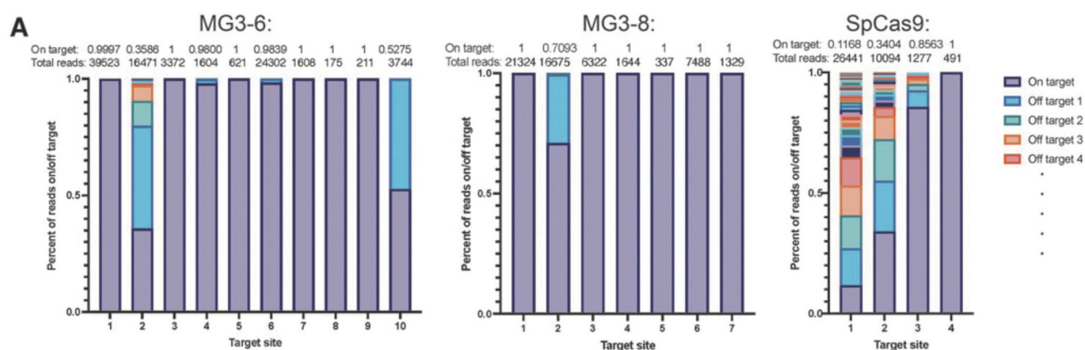 A
MG3-6:
On target: 0.9997 0.3586 1 0.9800 1 0.9839 1 1 1 0.5275
Total reads: 39523 16471 3372 1604 621 24302 1608 175 211 3744
Percent of reads on/off target
1.0
0.5
0.0
1 2 3 4 5 6 7 8 9 10
Target site
MG3-8:
On target: 1 0.7093 1 1 1 1 1
Total reads: 21324 16675 6322 1644 337 7488 1329
Percent of reads on/off target
1.0
0.5
0.0
1 2 3 4 5 6 7
Target site
SpCas9:
On target: 0.1168 0.3404 0.8563 1
Total reads: 26441 10094 1277 491
Percent of reads on/off target
1.0
0.5
0.0
1 2 3 4
Target site
On target
Off target 1
Off target 2
Off target 3
Off target 4